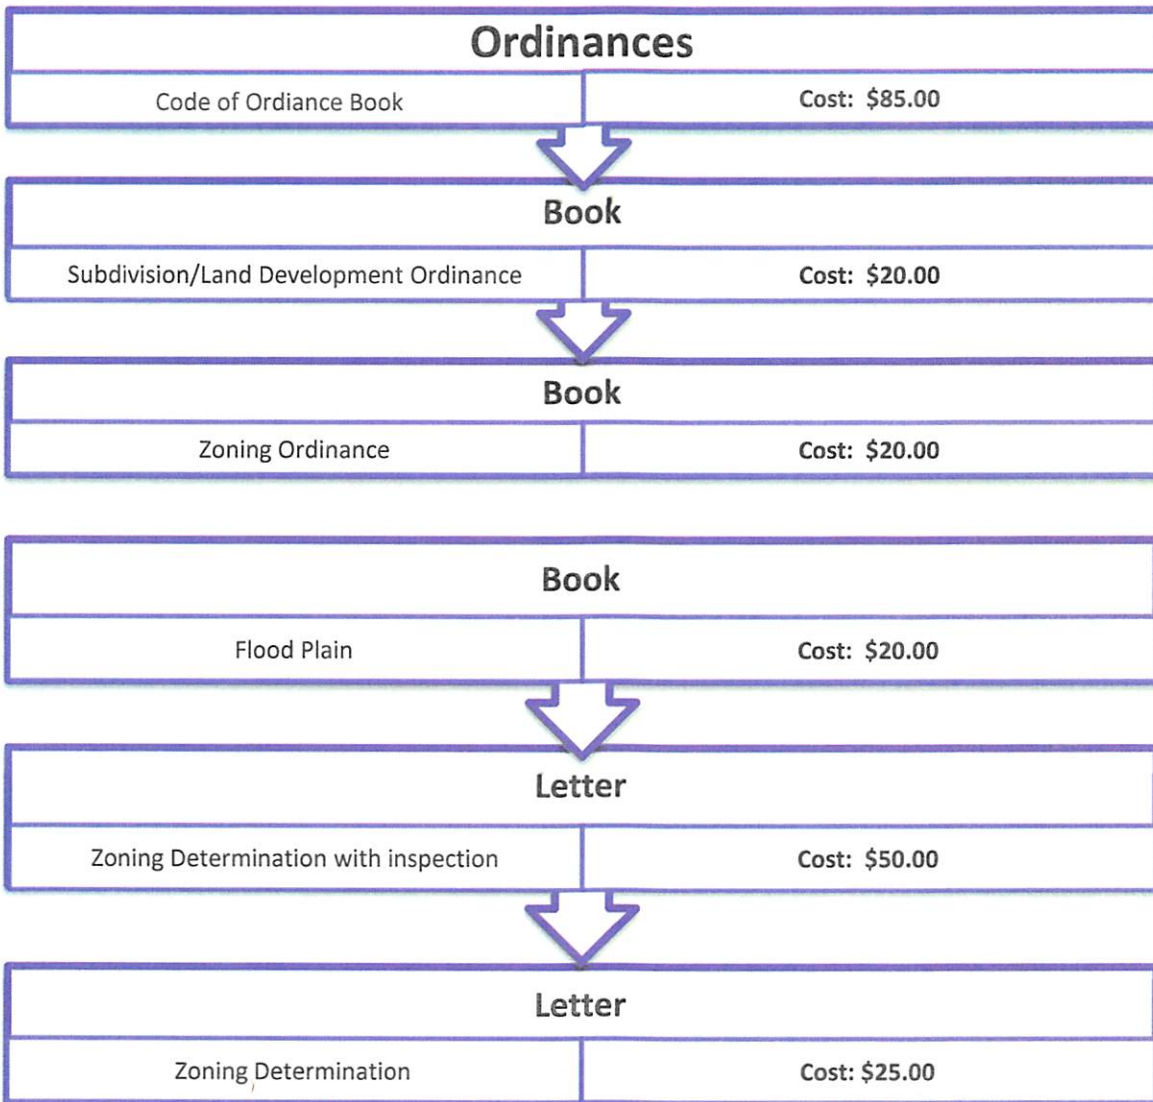 Ordinances
Code of Ordiance Book Cost: $85.00
Book
Subdivision/Land Development Ordinance Cost: $20.00
Book
Zoning Ordinance Cost: $20.00
Book
Flood Plain Cost: $20.00
Letter
Zoning Determination with inspection Cost: $50.00
Letter
Zoning Determination Cost: $25.00